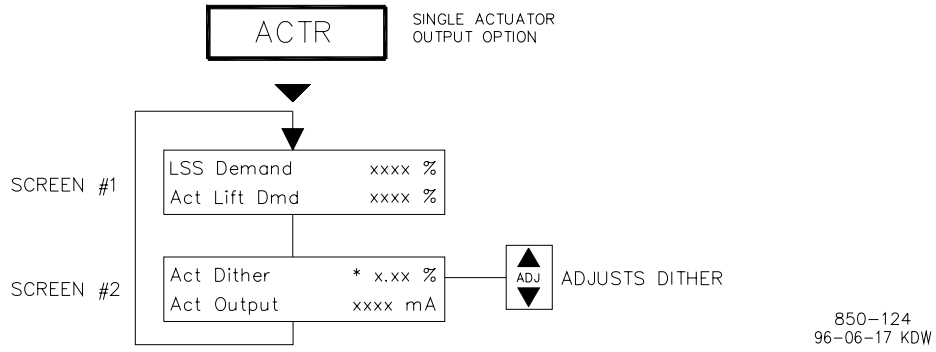 ACTR
SINGLE ACTUATOR
OUTPUT OPTION
SCREEN #1
LSS Demand xxxx %
Act Lift Dmd xxxx %
SCREEN #2
Act Dither * x.xx %
Act Output xxxx mA
ADJ
ADJUSTS DITHER
850-124
96-06-17 KDW